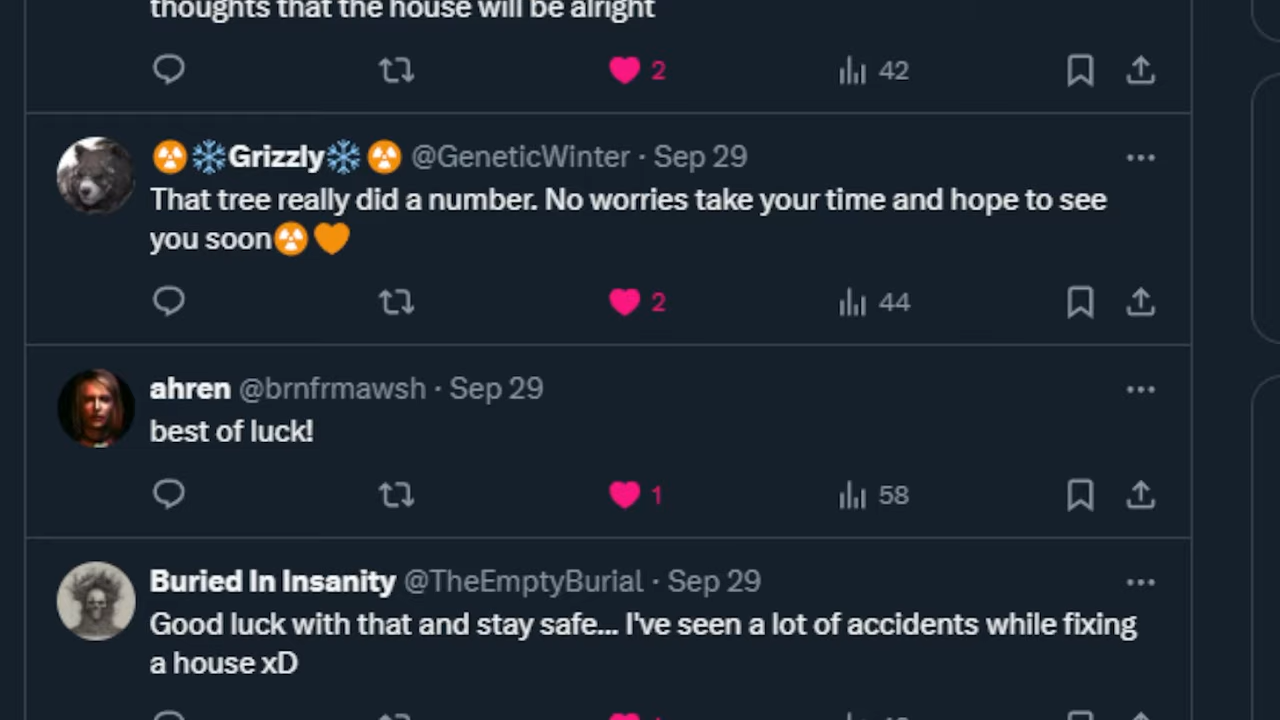 thoughts that the house will be alright
2 42
☢️❄️Grizzly❄️☢️ @GeneticWinter · Sep 29
That tree really did a number. No worries take your time and hope to see
you soon☢️🧡
2 44
ahren @brnfrmawsh · Sep 29
best of luck!
1 58
Buried In Insanity @TheEmptyBurial · Sep 29
Good luck with that and stay safe... I've seen a lot of accidents while fixing
a house xD